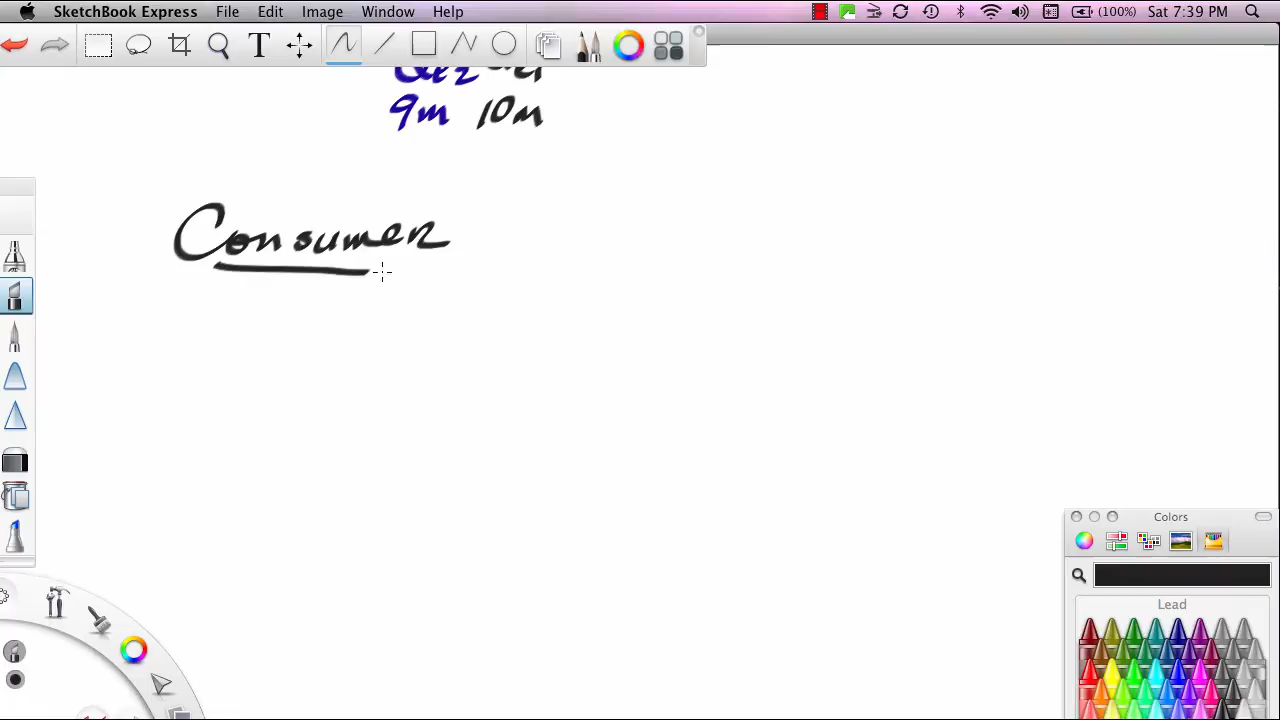 SketchBook Express File Edit Image Window Help (100%) Sat 7:39 PM
T
9m 10m
Consumer
Colors
Lead